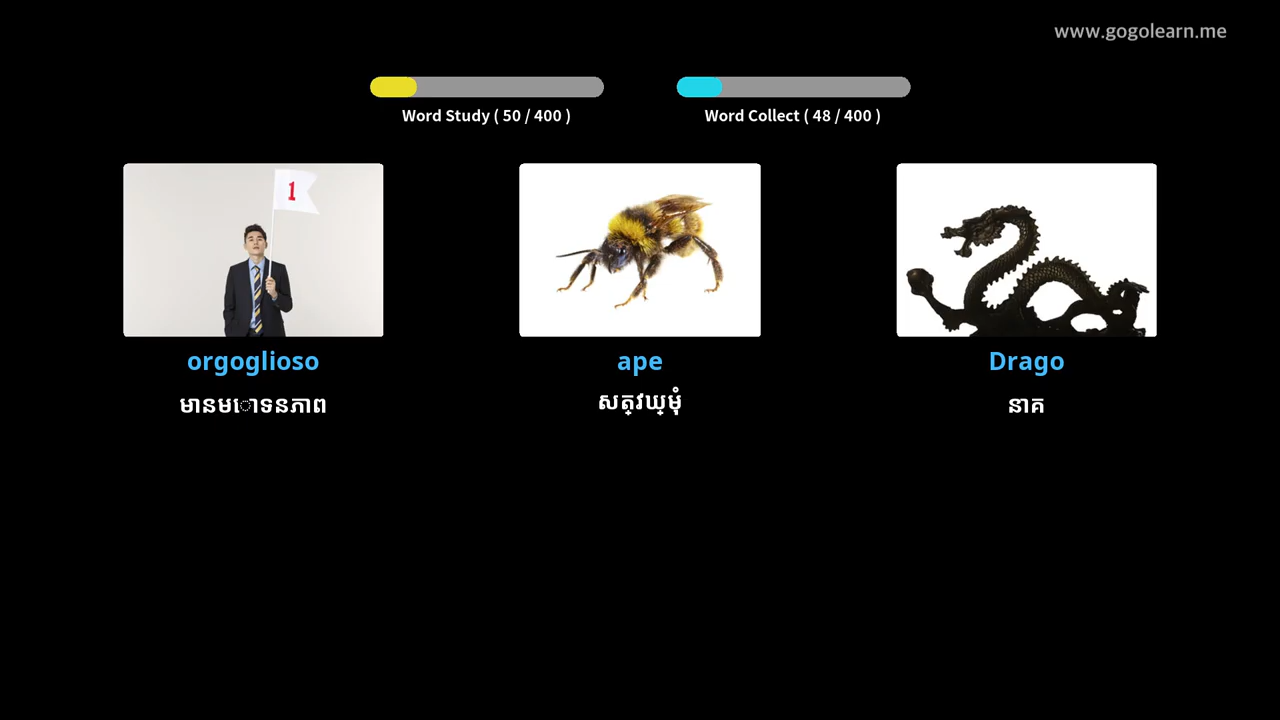 www.gogolearn.me
Word Study ( 50 / 400 )
Word Collect ( 48 / 400 )
1
orgoglioso
ape
Drago
មានមោទនភាព
សត្វឃ្មុំ
នាគ